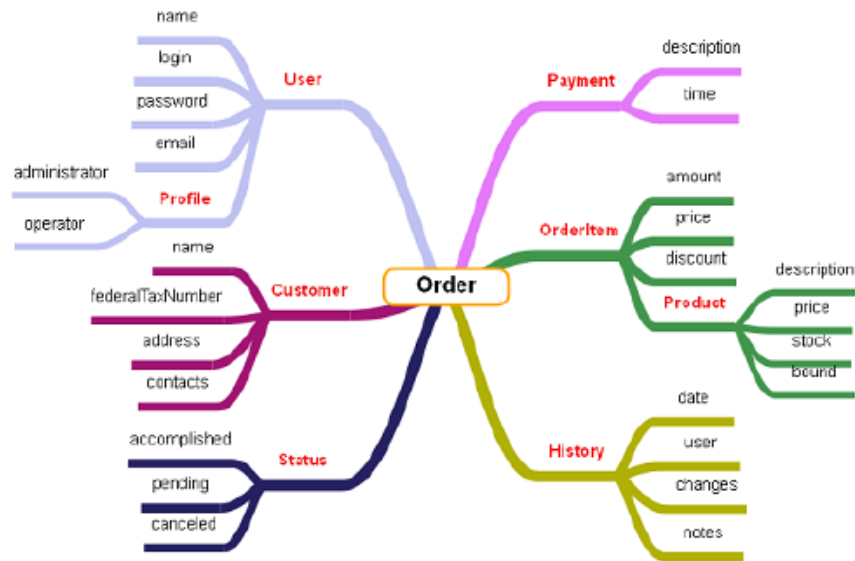 name
login
password
email
User
administrator
operator
Profile
name
federalTaxNumber
address
contacts
Customer
accomplished
pending
canceled
Status
Order
Payment
description
time
OrderItem
amount
price
discount
Product
description
price
stock
bound
History
date
user
changes
notes